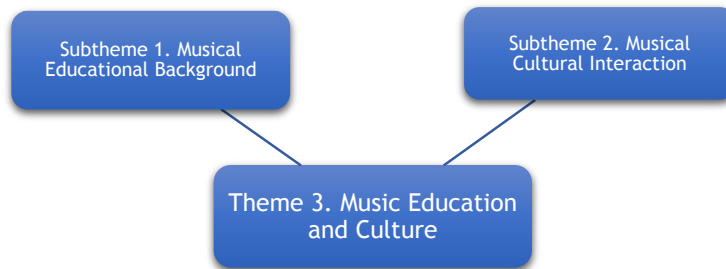 Subtheme 1. Musical
Educational Background
Subtheme 2. Musical
Cultural Interaction
Theme 3. Music Education
and Culture